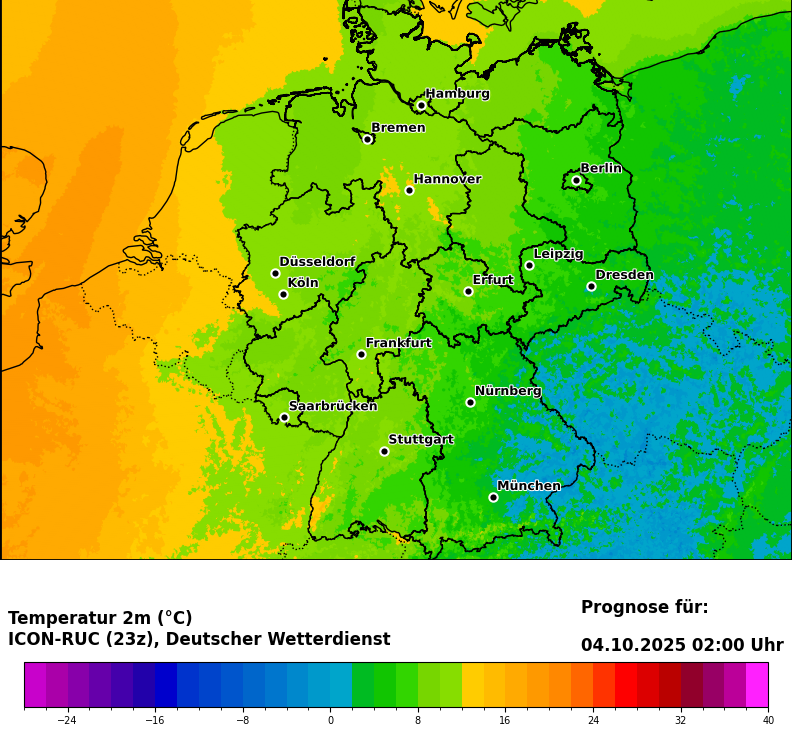 Hamburg
Bremen
Berlin
Hannover
Leipzig
Düsseldorf
Dresden
Köln
Erfurt
Frankfurt
Nürnberg
Saarbrücken
Stuttgart
München
Temperatur 2m (°C)
ICON-RUC (23z), Deutscher Wetterdienst
Prognose für:
04.10.2025 02:00 Uhr
−24 −16 −8 0 8 16 24 32 40